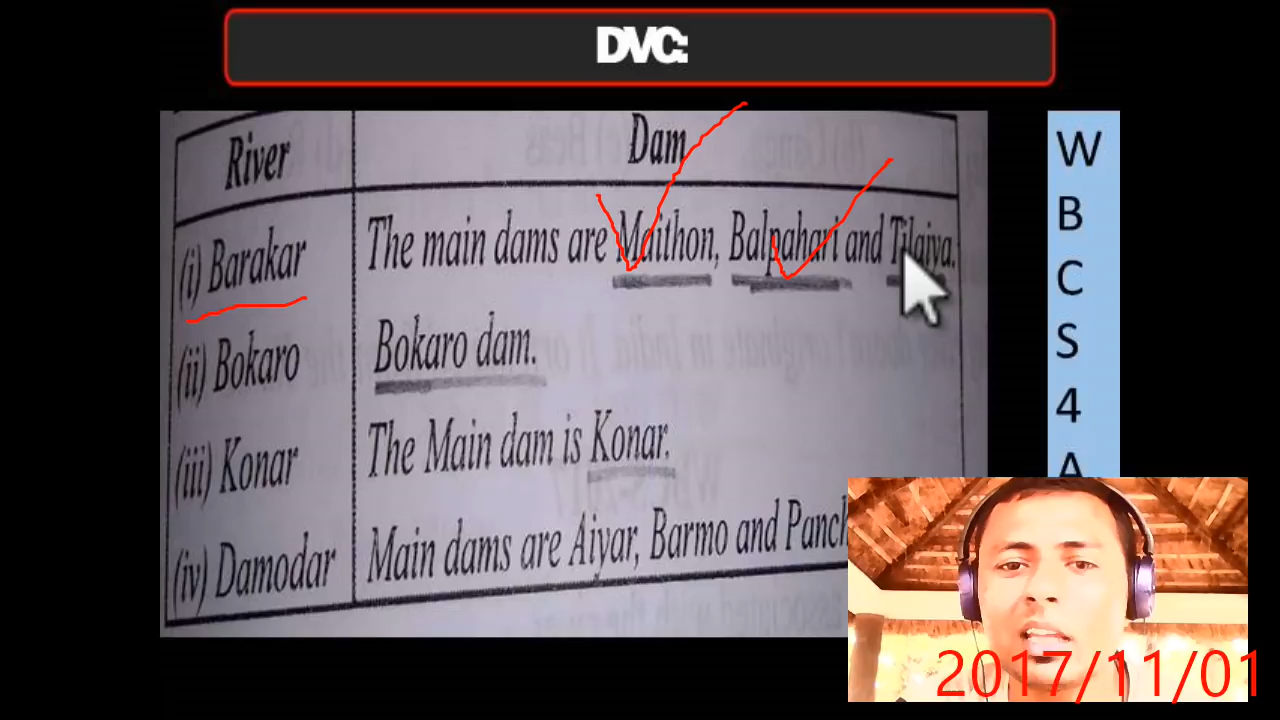 DVC:
River Dam
(i) Barakar The main dams are Maithon, Balpahari and Tilaiya.
(ii) Bokaro Bokaro dam.
(iii) Konar The Main dam is Konar.
(iv) Damodar Main dams are Aiyar, Barmo and Panch
W
B
C
S
4
A
2017/11/01